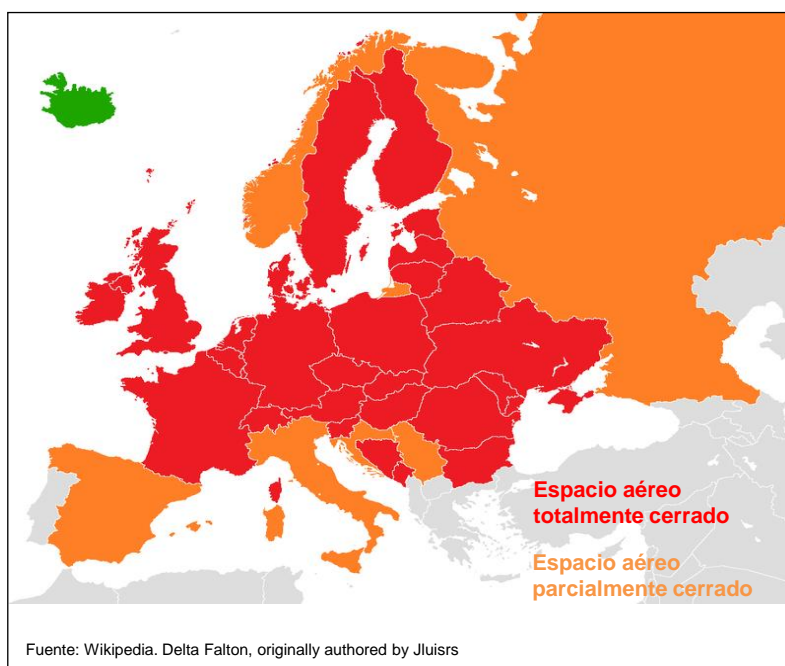 Espacio aéreo
totalmente cerrado
Espacio aéreo
parcialmente cerrado
Fuente: Wikipedia. Delta Falton, originally authored by Jluisrs